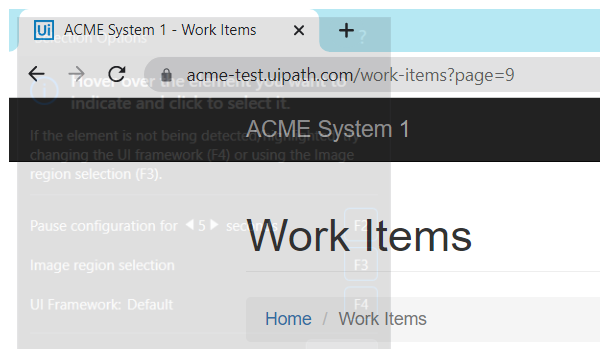 Ui ACME System 1 - Work Items
Selection Options ?
acme-test.uipath.com/work-items?page=9
Hover over the element you want to
indicate and click to select it.
ACME System 1
If the element is not being detected/highlighted, try
changing the UI framework (F4) or using the Image
region selection (F3).
Pause configuration for 5 seconds F2
Work Items
Image region selection F3
UI Framework: Default F4
Home / Work Items